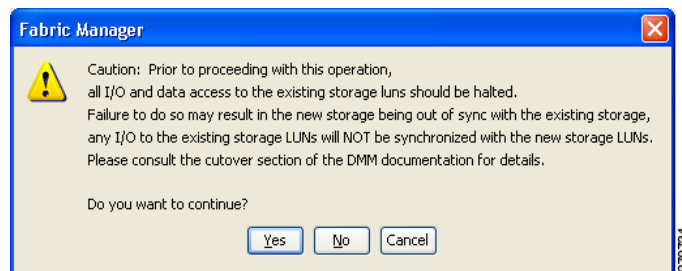 Fabric Manager
Caution: Prior to proceeding with this operation,
all I/O and data access to the existing storage luns should be halted.
Failure to do so may result in the new storage being out of sync with the existing storage,
any I/O to the existing storage LUNs will NOT be synchronized with the new storage LUNs.
Please consult the cutover section of the DMM documentation for details.
Do you want to continue?
Yes No Cancel